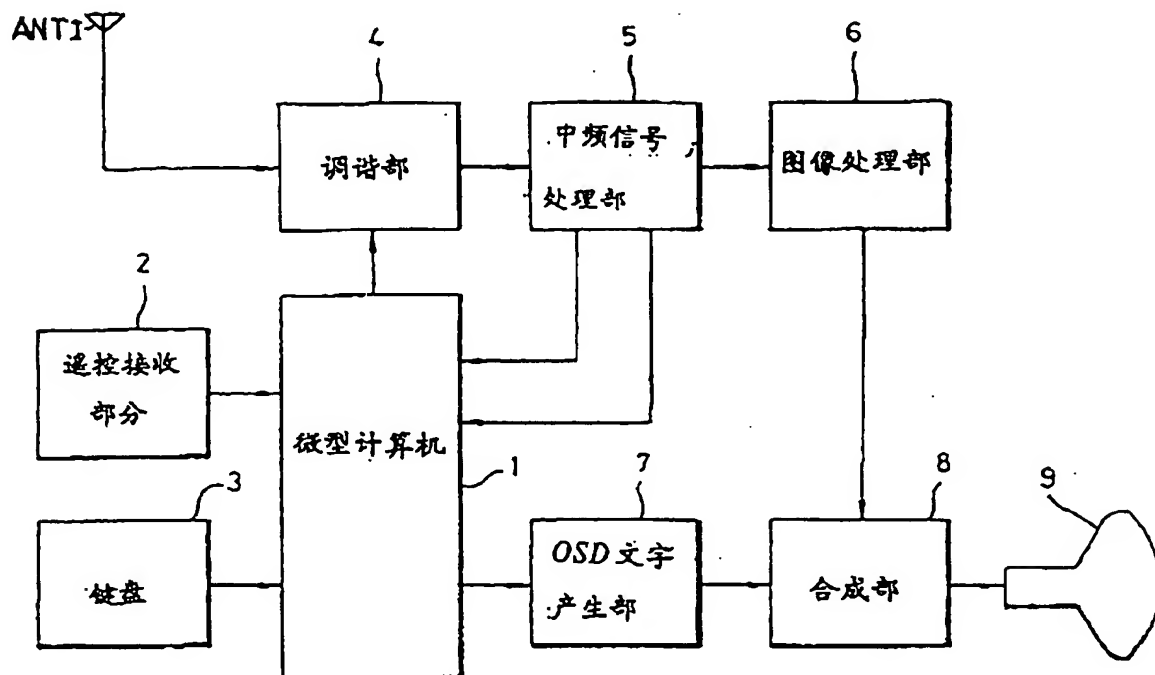 ANTI
4
5
6
调谐部
中频信号
处理部
图像处理部
2
遥控接收
部分
微型计算机
1
3
键盘
7
OSD文字
产生部
8
合成部
9